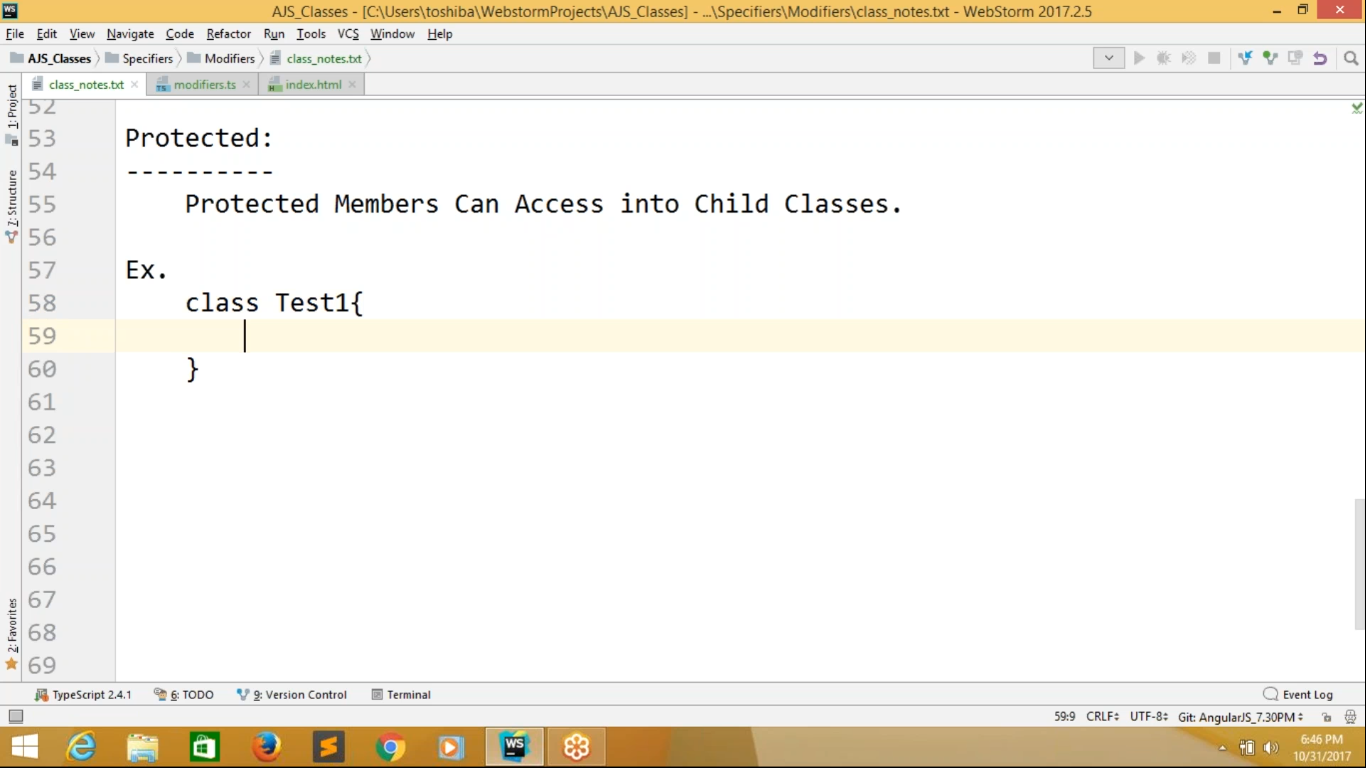 WS AJS_Classes - [C:\Users\toshiba\WebstormProjects\AJS_Classes] - ...\Specifiers\Modifiers\class_notes.txt - WebStorm 2017.2.5
File Edit View Navigate Code Refactor Run Tools VCS Window Help
AJS_Classes Specifiers Modifiers class_notes.txt
class_notes.txt modifiers.ts index.html
1: Project
7: Structure
2: Favorites
52
53 Protected:
54 ----------
55 Protected Members Can Access into Child Classes.
56
57 Ex.
58 class Test1{
59
60 }
61
62
63
64
65
66
67
68
69
TypeScript 2.4.1 6: TODO 9: Version Control Terminal Event Log
59:9 CRLF UTF-8 Git: AngularJS_7.30PM
WS
6:46 PM
10/31/2017